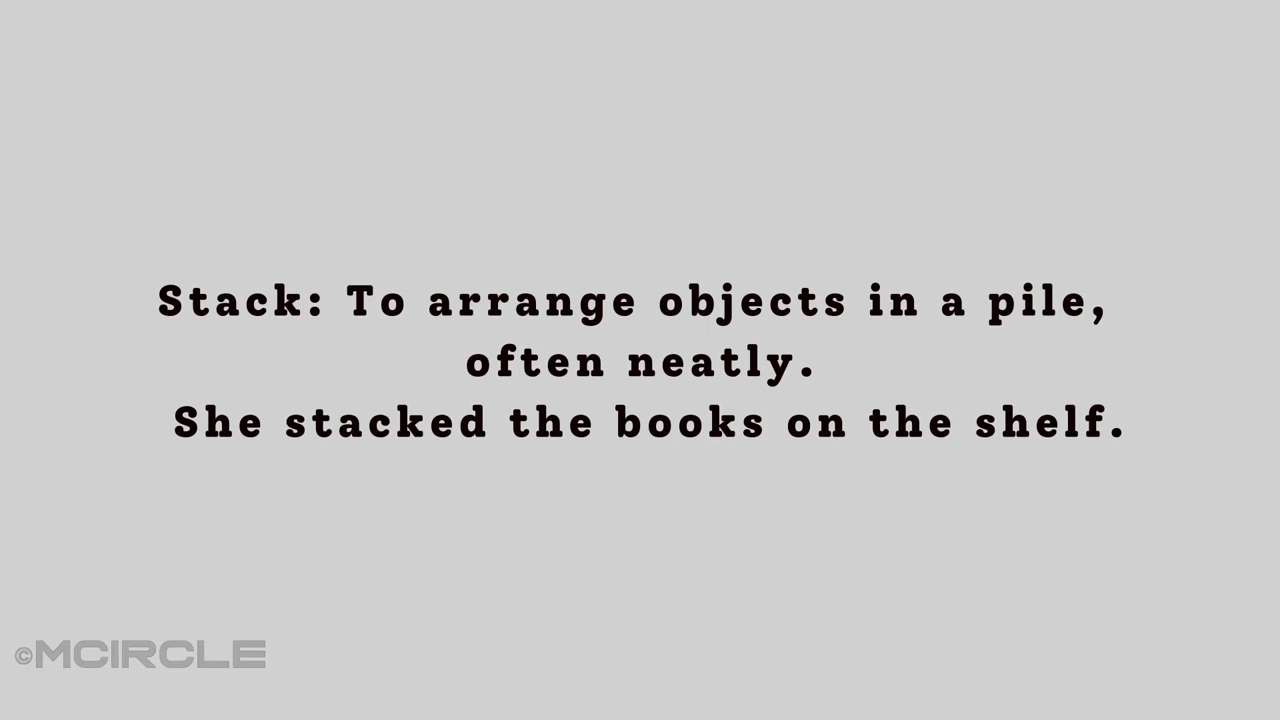 Stack: To arrange objects in a pile,
often neatly.
She stacked the books on the shelf.
©MCIRCLE